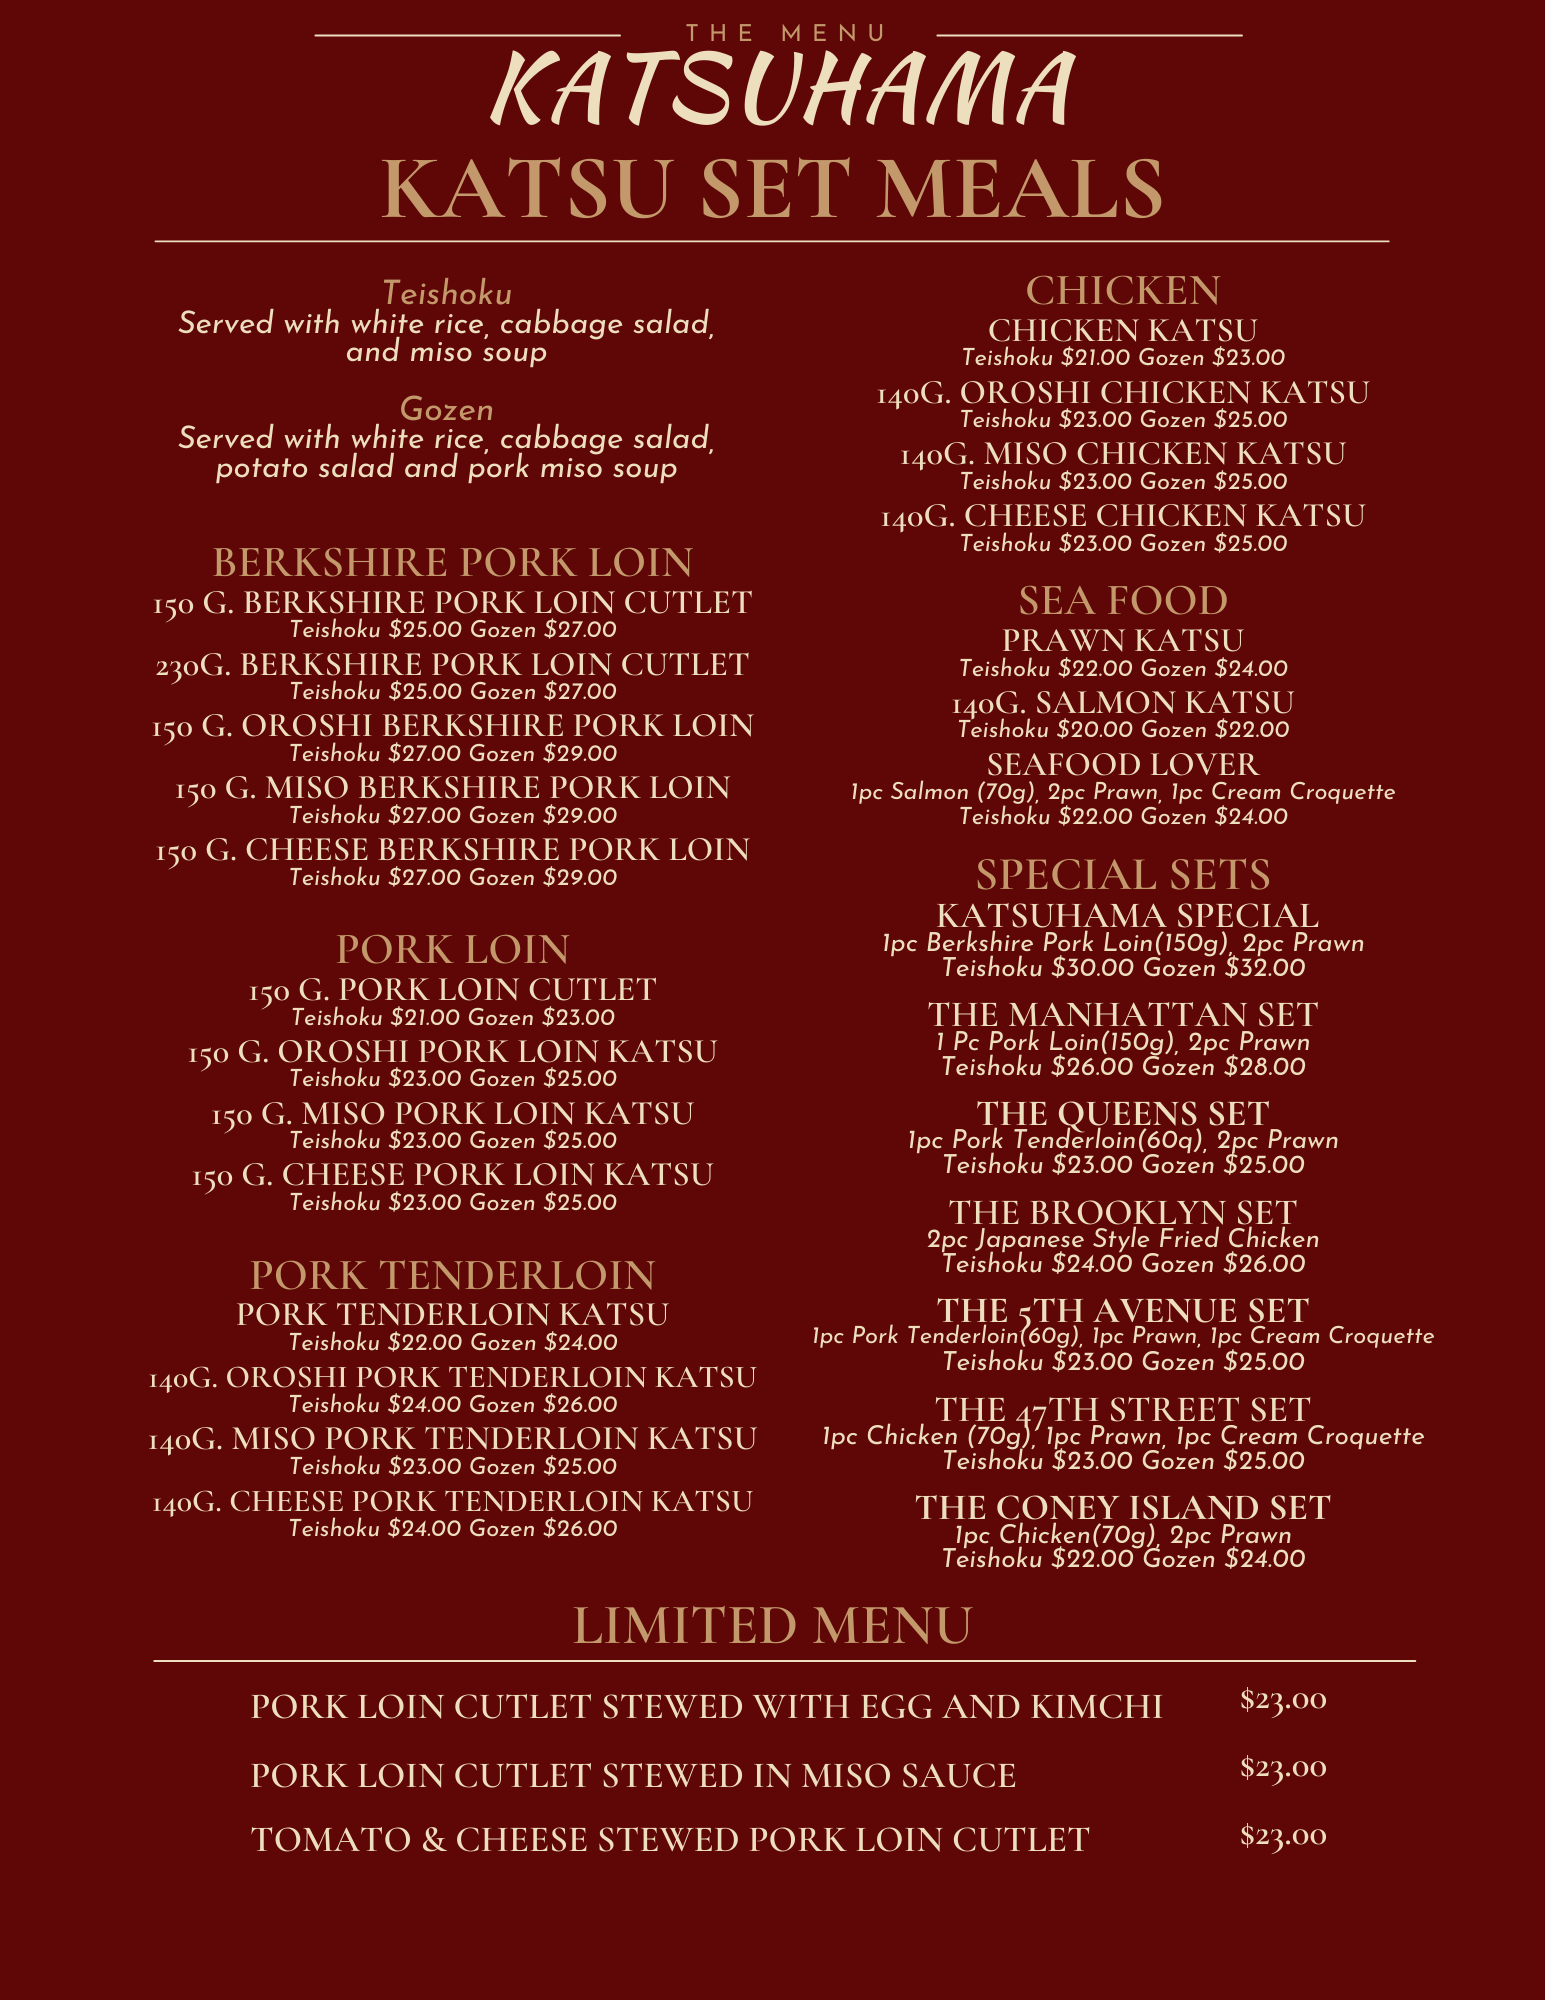 THE MENU
KATSUHAMA
KATSU SET MEALS
Teishoku
Served with white rice, cabbage salad,
and miso soup
Gozen
Served with white rice, cabbage salad,
potato salad and pork miso soup
BERKSHIRE PORK LOIN
150 G. BERKSHIRE PORK LOIN CUTLET
Teishoku $25.00 Gozen $27.00
230G. BERKSHIRE PORK LOIN CUTLET
Teishoku $25.00 Gozen $27.00
150 G. OROSHI BERKSHIRE PORK LOIN
Teishoku $27.00 Gozen $29.00
150 G. MISO BERKSHIRE PORK LOIN
Teishoku $27.00 Gozen $29.00
150 G. CHEESE BERKSHIRE PORK LOIN
Teishoku $27.00 Gozen $29.00
PORK LOIN
150 G. PORK LOIN CUTLET
Teishoku $21.00 Gozen $23.00
150 G. OROSHI PORK LOIN KATSU
Teishoku $23.00 Gozen $25.00
150 G. MISO PORK LOIN KATSU
Teishoku $23.00 Gozen $25.00
150 G. CHEESE PORK LOIN KATSU
Teishoku $23.00 Gozen $25.00
PORK TENDERLOIN
PORK TENDERLOIN KATSU
Teishoku $22.00 Gozen $24.00
140G. OROSHI PORK TENDERLOIN KATSU
Teishoku $24.00 Gozen $26.00
140G. MISO PORK TENDERLOIN KATSU
Teishoku $23.00 Gozen $25.00
140G. CHEESE PORK TENDERLOIN KATSU
Teishoku $24.00 Gozen $26.00
CHICKEN
CHICKEN KATSU
Teishoku $21.00 Gozen $23.00
140G. OROSHI CHICKEN KATSU
Teishoku $23.00 Gozen $25.00
140G. MISO CHICKEN KATSU
Teishoku $23.00 Gozen $25.00
140G. CHEESE CHICKEN KATSU
Teishoku $23.00 Gozen $25.00
SEA FOOD
PRAWN KATSU
Teishoku $22.00 Gozen $24.00
140G. SALMON KATSU
Teishoku $20.00 Gozen $22.00
SEAFOOD LOVER
1pc Salmon (70g), 2pc Prawn, 1pc Cream Croquette
Teishoku $22.00 Gozen $24.00
SPECIAL SETS
KATSUHAMA SPECIAL
1pc Berkshire Pork Loin(150g), 2pc Prawn
Teishoku $30.00 Gozen $32.00
THE MANHATTAN SET
1 Pc Pork Loin(150g), 2pc Prawn
Teishoku $26.00 Gozen $28.00
THE QUEENS SET
1pc Pork Tenderloin(60q), 2pc Prawn
Teishoku $23.00 Gozen $25.00
THE BROOKLYN SET
2pc Japanese Style Fried Chicken
Teishoku $24.00 Gozen $26.00
THE 5TH AVENUE SET
1pc Pork Tenderloin(60g), 1pc Prawn, 1pc Cream Croquette
Teishoku $23.00 Gozen $25.00
THE 47TH STREET SET
1pc Chicken (70g), 1pc Prawn, 1pc Cream Croquette
Teishoku $23.00 Gozen $25.00
THE CONEY ISLAND SET
1pc Chicken(70g), 2pc Prawn
Teishoku $22.00 Gozen $24.00
LIMITED MENU
PORK LOIN CUTLET STEWED WITH EGG AND KIMCHI $23.00
PORK LOIN CUTLET STEWED IN MISO SAUCE $23.00
TOMATO & CHEESE STEWED PORK LOIN CUTLET $23.00